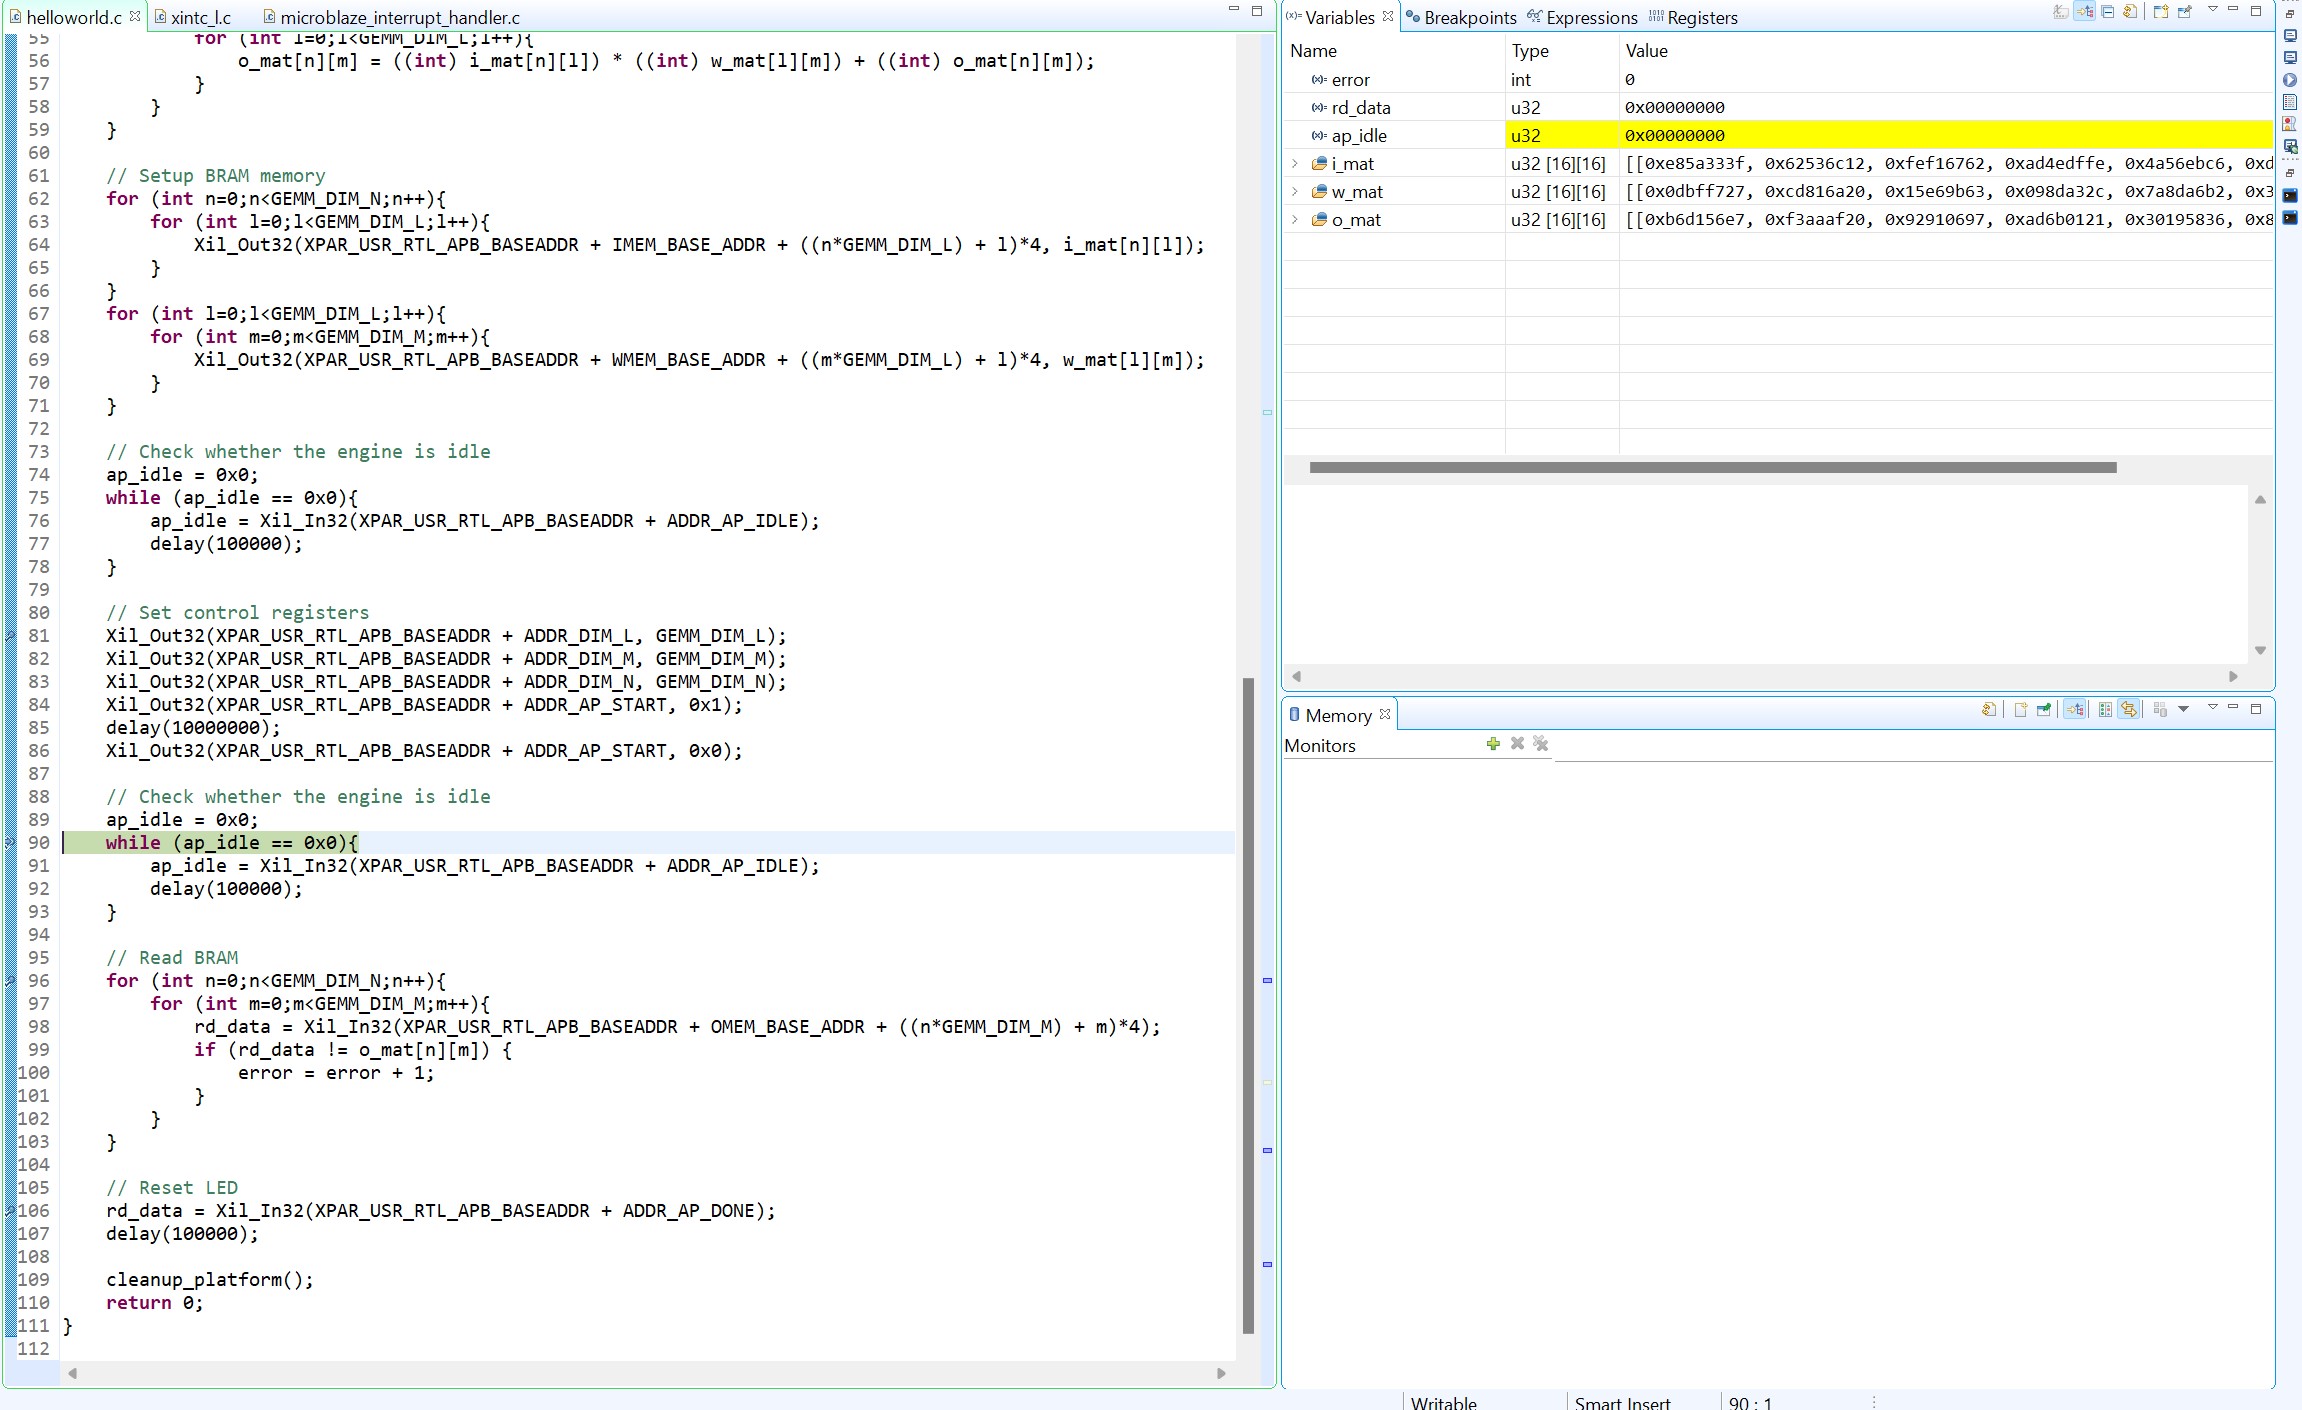 helloworld.c xintc_l.c microblaze_interrupt_handler.c
55 for (int l=0;l<GEMM_DIM_L;l++){
56 o_mat[n][m] = ((int) i_mat[n][l]) * ((int) w_mat[l][m]) + ((int) o_mat[n][m]);
57 }
58 }
59 }
60
61 // Setup BRAM memory
62 for (int n=0;n<GEMM_DIM_N;n++){
63 for (int l=0;l<GEMM_DIM_L;l++){
64 Xil_Out32(XPAR_USR_RTL_APB_BASEADDR + IMEM_BASE_ADDR + ((n*GEMM_DIM_L) + l)*4, i_mat[n][l]);
65 }
66 }
67 for (int l=0;l<GEMM_DIM_L;l++){
68 for (int m=0;m<GEMM_DIM_M;m++){
69 Xil_Out32(XPAR_USR_RTL_APB_BASEADDR + WMEM_BASE_ADDR + ((m*GEMM_DIM_L) + l)*4, w_mat[l][m]);
70 }
71 }
72
73 // Check whether the engine is idle
74 ap_idle = 0x0;
75 while (ap_idle == 0x0){
76 ap_idle = Xil_In32(XPAR_USR_RTL_APB_BASEADDR + ADDR_AP_IDLE);
77 delay(100000);
78 }
79
80 // Set control registers
81 Xil_Out32(XPAR_USR_RTL_APB_BASEADDR + ADDR_DIM_L, GEMM_DIM_L);
82 Xil_Out32(XPAR_USR_RTL_APB_BASEADDR + ADDR_DIM_M, GEMM_DIM_M);
83 Xil_Out32(XPAR_USR_RTL_APB_BASEADDR + ADDR_DIM_N, GEMM_DIM_N);
84 Xil_Out32(XPAR_USR_RTL_APB_BASEADDR + ADDR_AP_START, 0x1);
85 delay(10000000);
86 Xil_Out32(XPAR_USR_RTL_APB_BASEADDR + ADDR_AP_START, 0x0);
87
88 // Check whether the engine is idle
89 ap_idle = 0x0;
90 while (ap_idle == 0x0){
91 ap_idle = Xil_In32(XPAR_USR_RTL_APB_BASEADDR + ADDR_AP_IDLE);
92 delay(100000);
93 }
94
95 // Read BRAM
96 for (int n=0;n<GEMM_DIM_N;n++){
97 for (int m=0;m<GEMM_DIM_M;m++){
98 rd_data = Xil_In32(XPAR_USR_RTL_APB_BASEADDR + OMEM_BASE_ADDR + ((n*GEMM_DIM_M) + m)*4);
99 if (rd_data != o_mat[n][m]) {
100 error = error + 1;
101 }
102 }
103 }
104
105 // Reset LED
106 rd_data = Xil_In32(XPAR_USR_RTL_APB_BASEADDR + ADDR_AP_DONE);
107 delay(100000);
108
109 cleanup_platform();
110 return 0;
111 }
112
Variables Breakpoints Expressions Registers
Name Type Value
error int 0
rd_data u32 0x00000000
ap_idle u32 0x00000000
i_mat u32 [16][16] [[0xe85a333f, 0x62536c12, 0xfef16762, 0xad4edffe, 0x4a56ebc6, 0xd
w_mat u32 [16][16] [[0x0dbff727, 0xcd816a20, 0x15e69b63, 0x098da32c, 0x7a8da6b2, 0x3
o_mat u32 [16][16] [[0xb6d156e7, 0xf3aaaf20, 0x92910697, 0xad6b0121, 0x30195836, 0x8
Memory
Monitors
Writable Smart Insert 90 : 1